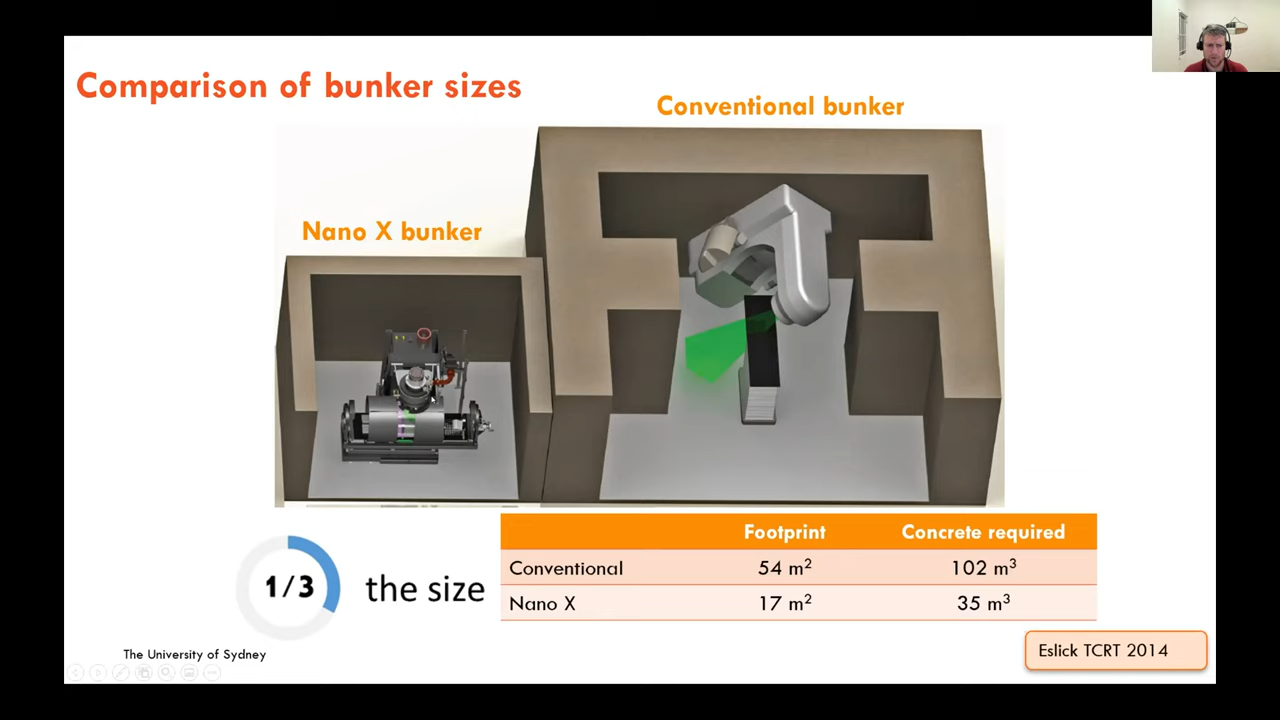 Comparison of bunker sizes
Conventional bunker
Nano X bunker
1/3 the size
Footprint Concrete required
Conventional 54 m² 102 m³
Nano X 17 m² 35 m³
The University of Sydney
Eslick TCRT 2014